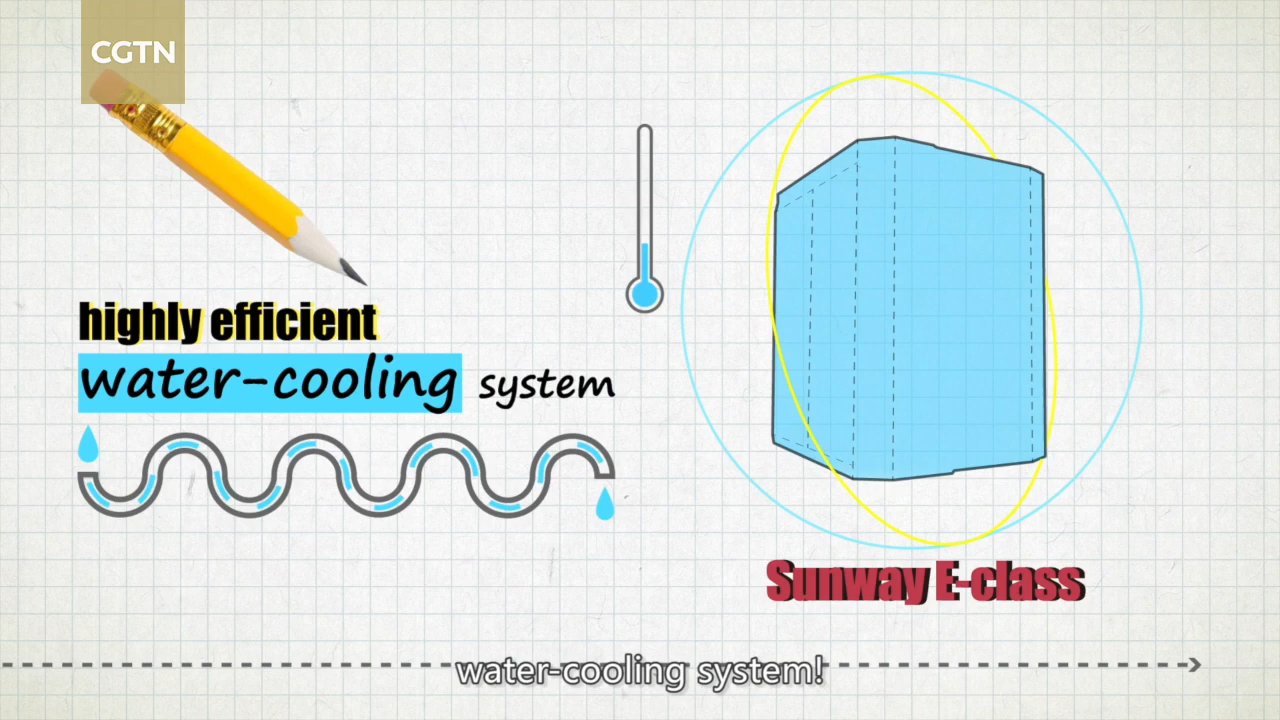 CGTN
highly efficient
water-cooling system
Sunway E-class
water-cooling system!